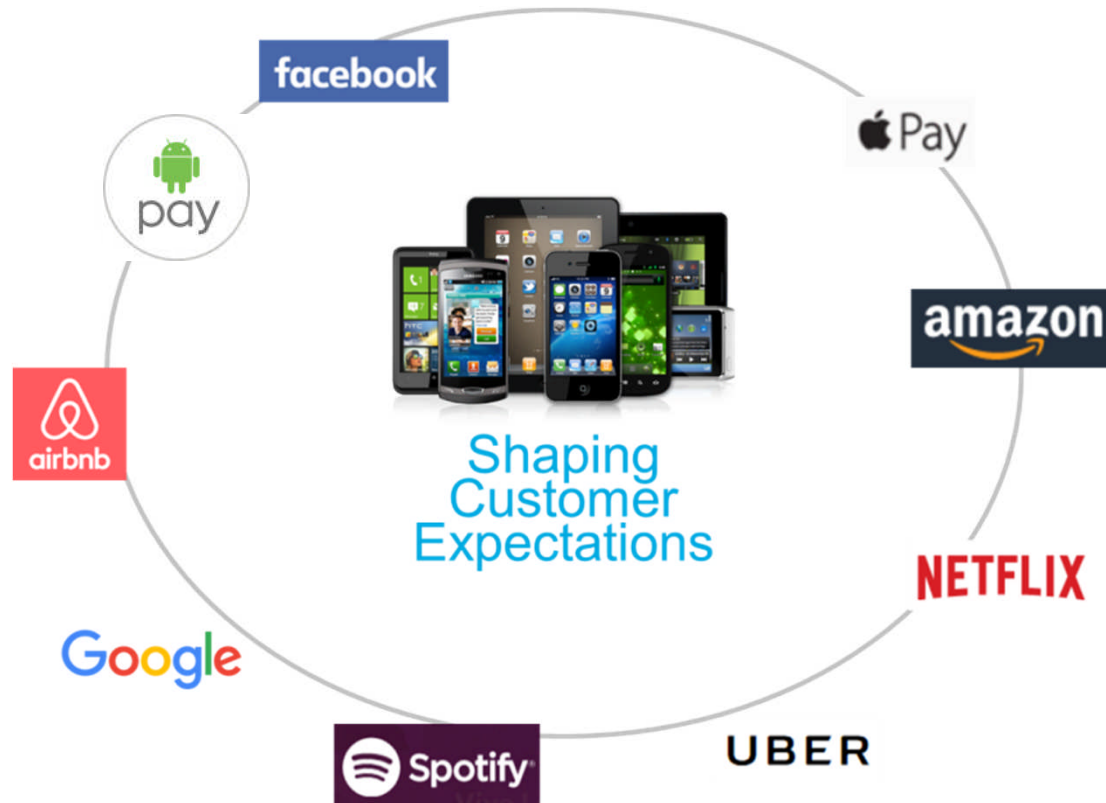 facebook
Pay
pay
amazon
airbnb
Shaping
Customer
Expectations
NETFLIX
Google
Spotify
UBER